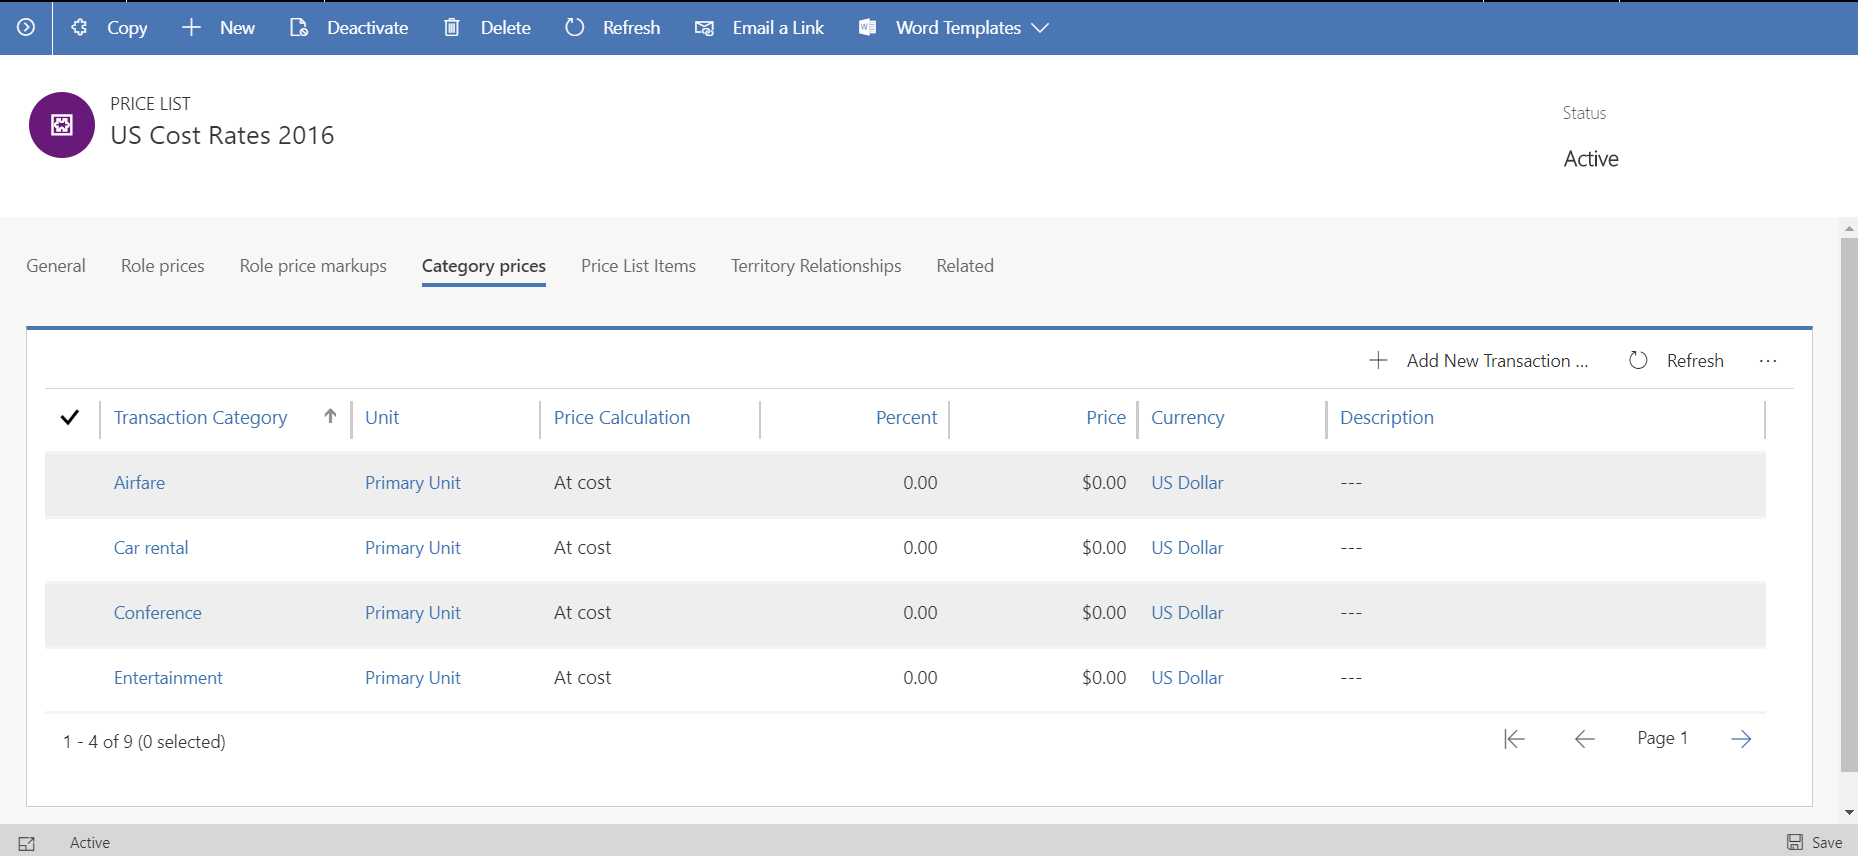 Copy New Deactivate Delete Refresh Email a Link Word Templates
PRICE LIST
US Cost Rates 2016
Status
Active
General Role prices Role price markups Category prices Price List Items Territory Relationships Related
Add New Transaction ... Refresh ...
Transaction Category Unit Price Calculation Percent Price Currency Description
Airfare Primary Unit At cost 0.00 $0.00 US Dollar ---
Car rental Primary Unit At cost 0.00 $0.00 US Dollar ---
Conference Primary Unit At cost 0.00 $0.00 US Dollar ---
Entertainment Primary Unit At cost 0.00 $0.00 US Dollar ---
1 - 4 of 9 (0 selected) Page 1
Active Save